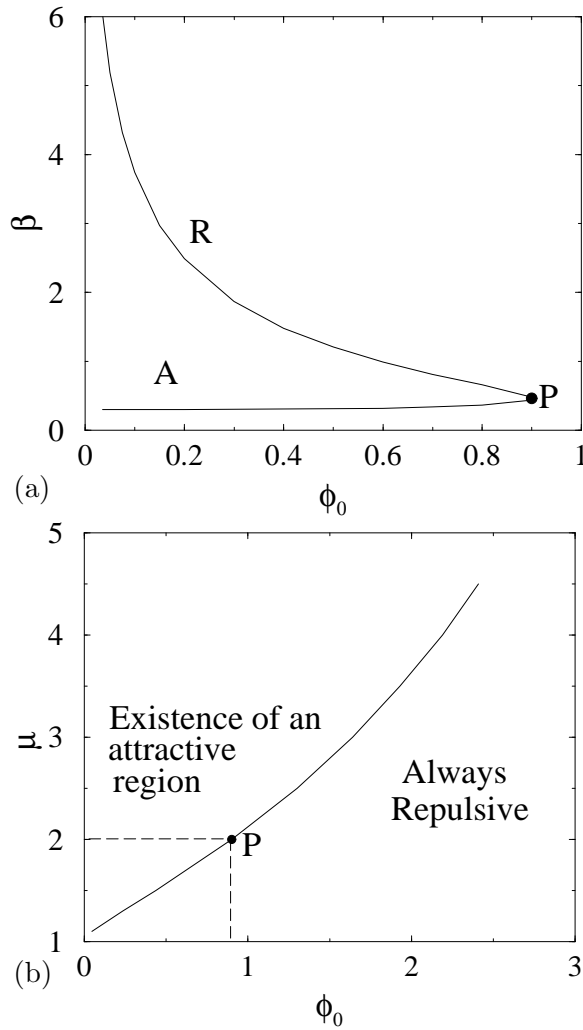 6
4
2
0
β
R
A
P
0.2 0.4 0.6 0.8 1
(a)
ϕ₀
5
4
3
2
1
μ
Existence of an
attractive
region
Always
Repulsive
P
0 1 2 3
(b)
ϕ₀